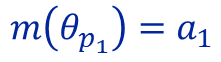 m(θ_{p_1}) = a_1